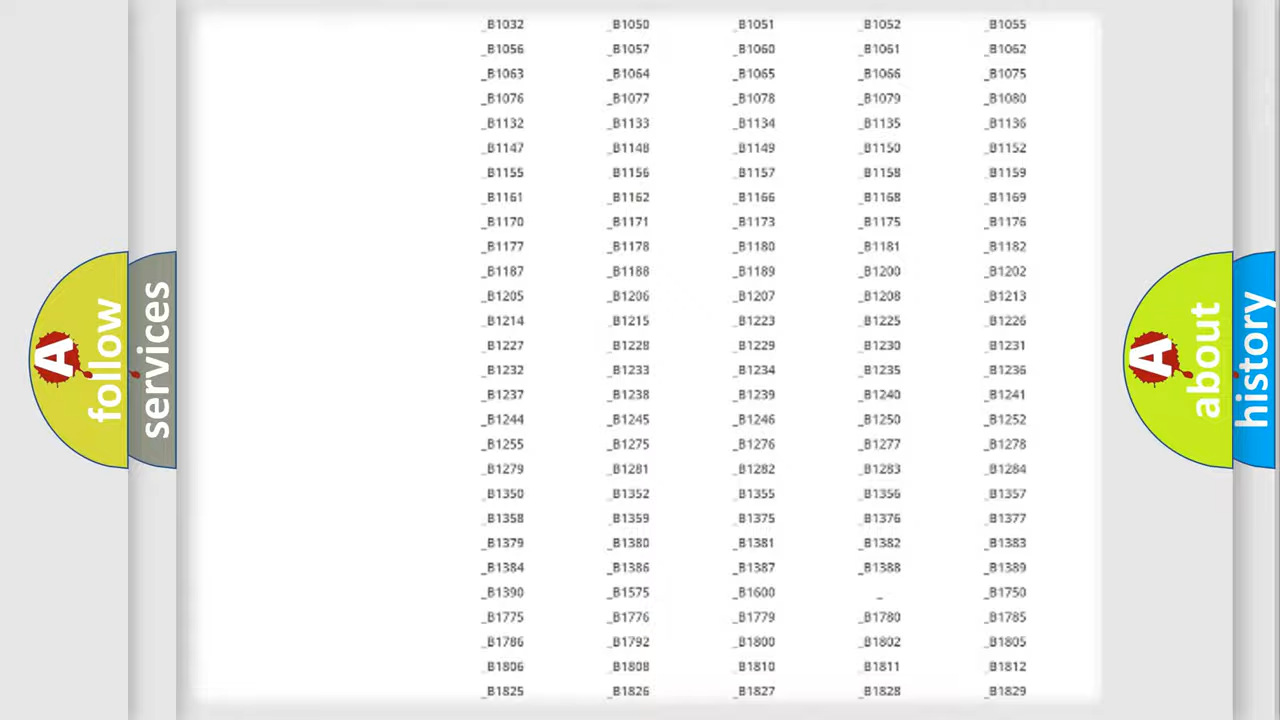 _B1032 _B1050 _B1051 _B1052 _B1055
_B1056 _B1057 _B1060 _B1061 _B1062
_B1063 _B1064 _B1065 _B1066 _B1075
_B1076 _B1077 _B1078 _B1079 _B1080
_B1132 _B1133 _B1134 _B1135 _B1136
_B1147 _B1148 _B1149 _B1150 _B1152
_B1155 _B1156 _B1157 _B1158 _B1159
_B1161 _B1162 _B1166 _B1168 _B1169
_B1170 _B1171 _B1173 _B1175 _B1176
_B1177 _B1178 _B1180 _B1181 _B1182
_B1187 _B1188 _B1189 _B1200 _B1202
_B1205 _B1206 _B1207 _B1208 _B1213
_B1214 _B1215 _B1223 _B1225 _B1226
_B1227 _B1228 _B1229 _B1230 _B1231
_B1232 _B1233 _B1234 _B1235 _B1236
_B1237 _B1238 _B1239 _B1240 _B1241
_B1244 _B1245 _B1246 _B1250 _B1252
_B1255 _B1275 _B1276 _B1277 _B1278
_B1279 _B1281 _B1282 _B1283 _B1284
_B1350 _B1352 _B1355 _B1356 _B1357
_B1358 _B1359 _B1375 _B1376 _B1377
_B1379 _B1380 _B1381 _B1382 _B1383
_B1384 _B1386 _B1387 _B1388 _B1389
_B1390 _B1575 _B1600 _ _B1750
_B1775 _B1776 _B1779 _B1780 _B1785
_B1786 _B1792 _B1800 _B1802 _B1805
_B1806 _B1808 _B1810 _B1811 _B1812
_B1825 _B1826 _B1827 _B1828 _B1829
A
follow
services
A
about
history